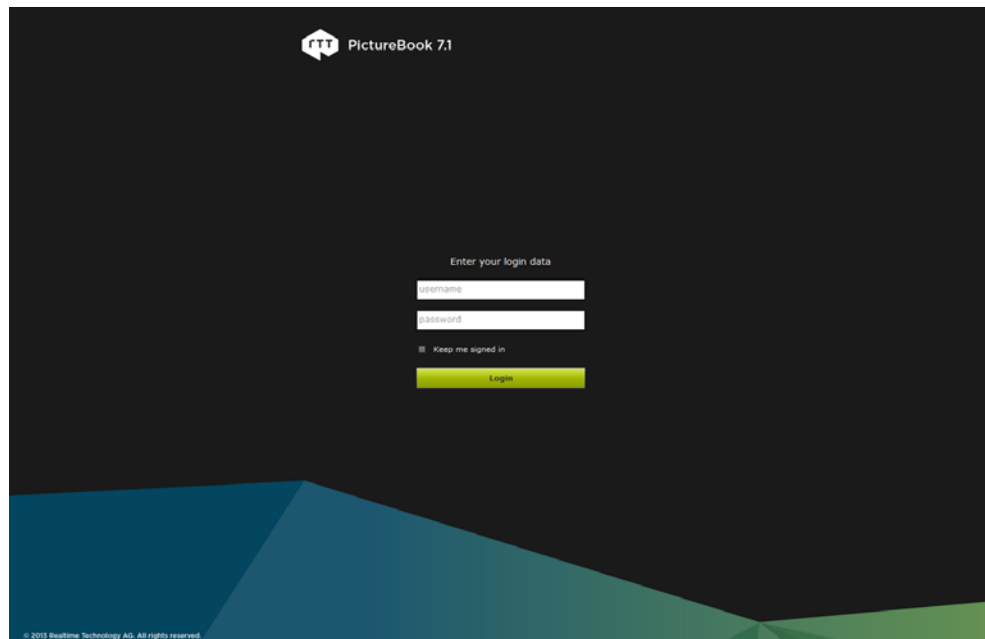 rtt PictureBook 7.1
Enter your login data
username
password
Keep me signed in
Login
© 2013 Realtime Technology AG. All rights reserved.